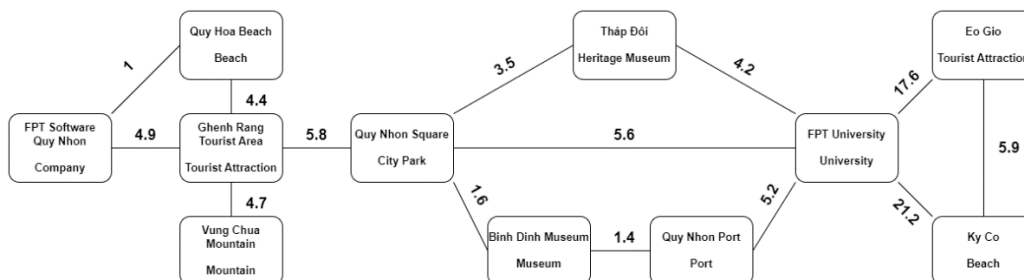 Quy Hoa Beach
Beach
Tháp Đôi
Heritage Museum
Eo Gio
Tourist Attraction
1
4.4
3.5
4.2
17.6
FPT Software
Quy Nhon
Company
4.9
Ghenh Rang
Tourist Area
Tourist Attraction
5.8
Quy Nhon Square
City Park
5.6
FPT University
University
5.9
4.7
1.6
5.2
21.2
Vung Chua
Mountain
Mountain
Binh Dinh Museum
Museum
1.4
Quy Nhon Port
Port
Ky Co
Beach